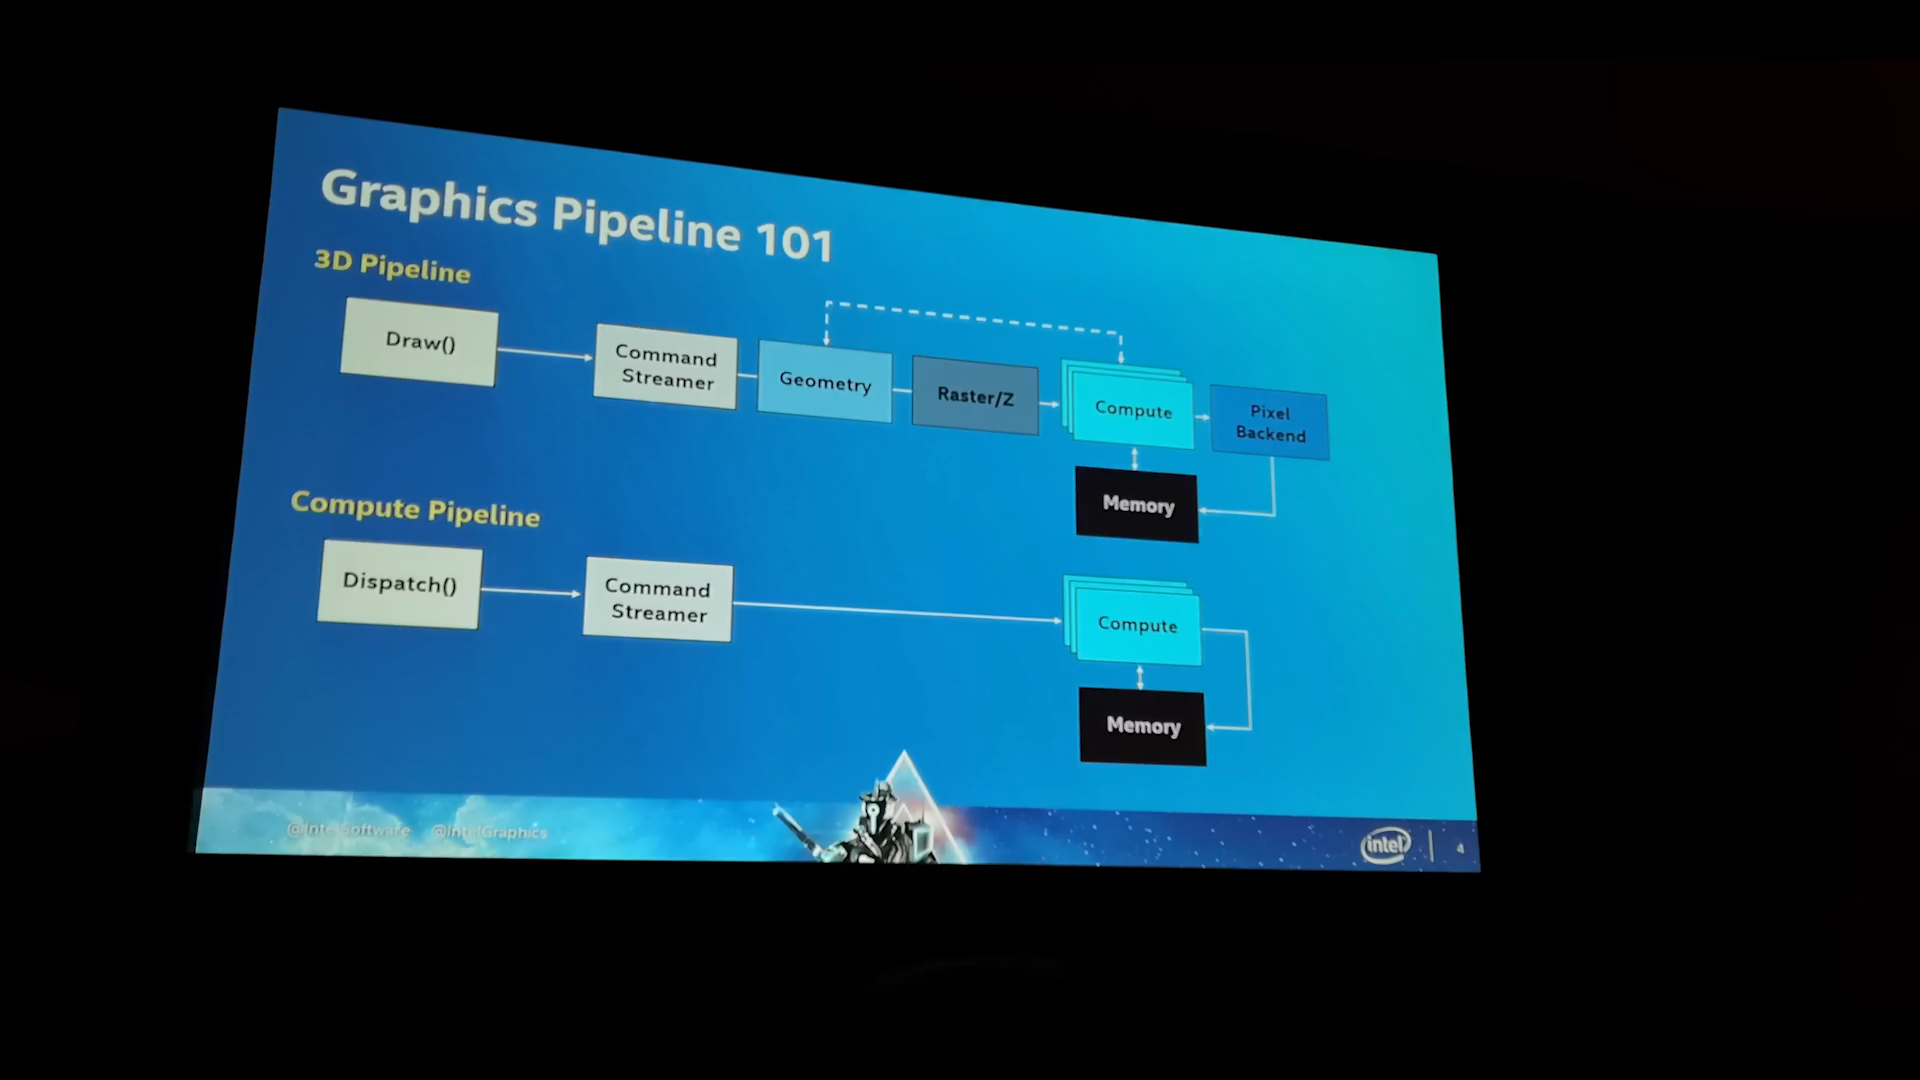 Graphics Pipeline 101
3D Pipeline
Draw()
Command
Streamer
Geometry
Raster/Z
Compute
Pixel
Backend
Memory
Compute Pipeline
Dispatch()
Command
Streamer
Compute
Memory
@IntelSoftware @IntelGraphics
intel
4